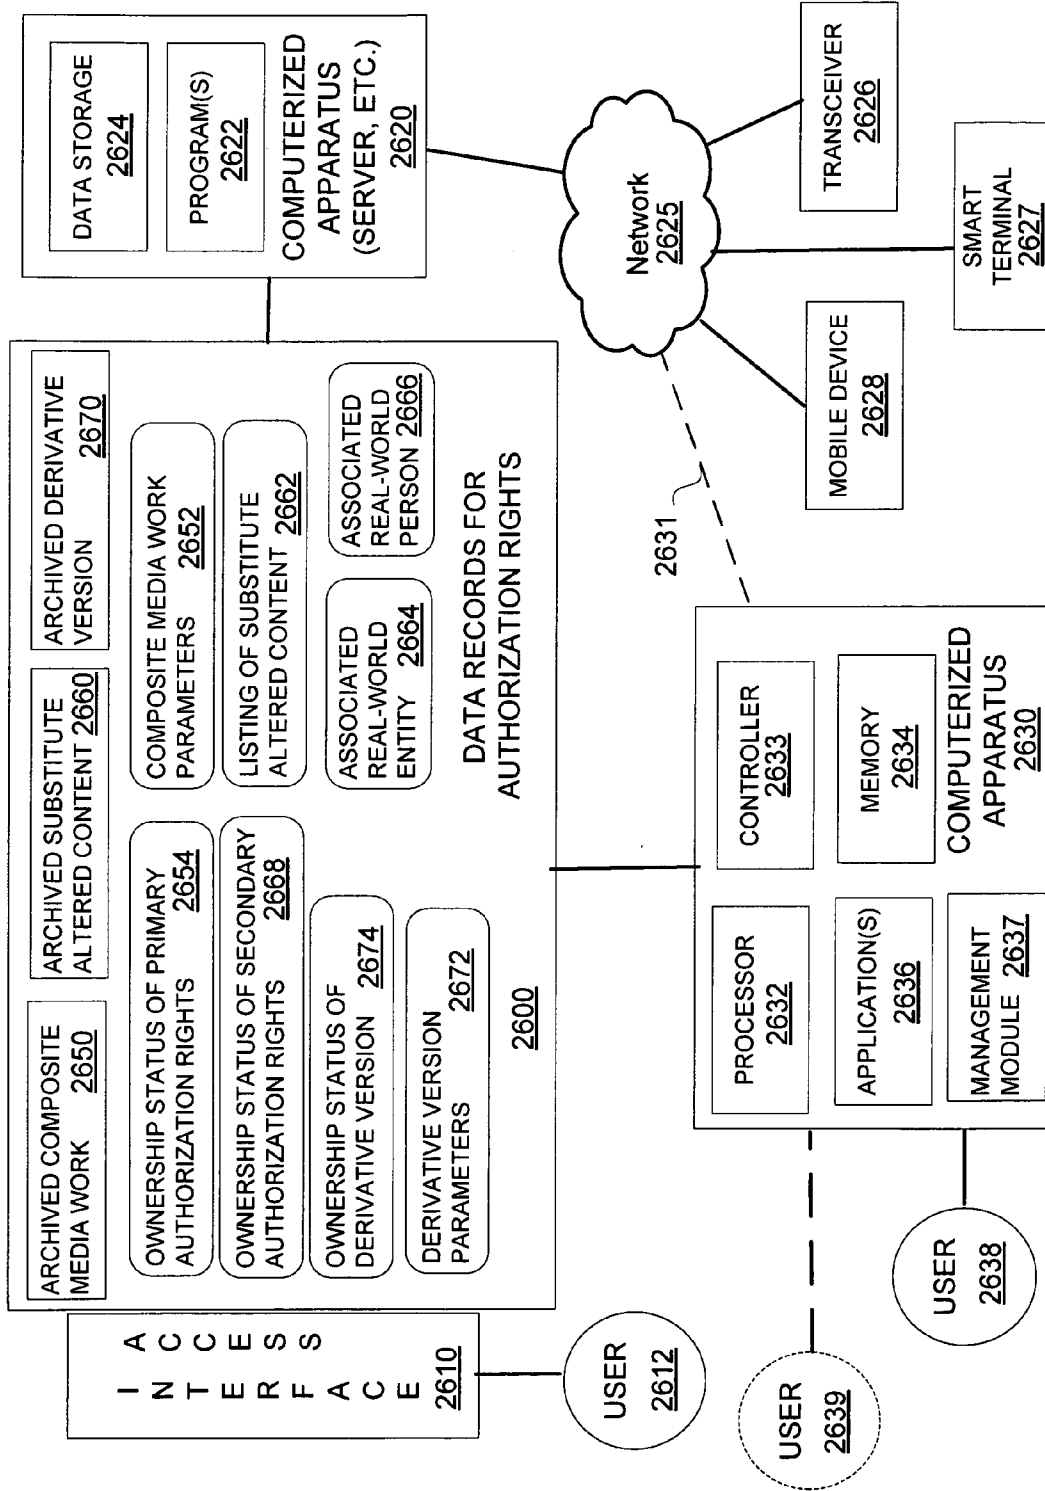 ARCHIVED COMPOSITE
MEDIA WORK 2650
ARCHIVED SUBSTITUTE
ALTERED CONTENT 2660
ARCHIVED DERIVATIVE
VERSION 2670
OWNERSHIP STATUS OF PRIMARY
AUTHORIZATION RIGHTS 2654
COMPOSITE MEDIA WORK
PARAMETERS 2652
OWNERSHIP STATUS OF SECONDARY
AUTHORIZATION RIGHTS 2668
LISTING OF SUBSTITUTE
ALTERED CONTENT 2662
OWNERSHIP STATUS OF
DERIVATIVE VERSION 2674
ASSOCIATED
REAL-WORLD
ENTITY 2664
ASSOCIATED
REAL-WORLD
PERSON 2666
DERIVATIVE VERSION
PARAMETERS 2672
DATA RECORDS FOR
AUTHORIZATION RIGHTS
2600
ACCESS
INTERFACE
2610
USER
2612
DATA STORAGE
2624
PROGRAM(S)
2622
COMPUTERIZED
APPARATUS
(SERVER, ETC.)
2620
Network
2625
TRANSCEIVER
2626
SMART
TERMINAL
2627
MOBILE DEVICE
2628
2631
PROCESSOR
2632
CONTROLLER
2633
APPLICATION(S)
2636
MEMORY
2634
MANAGEMENT
MODULE 2637
COMPUTERIZED
APPARATUS
2630
USER
2639
USER
2638